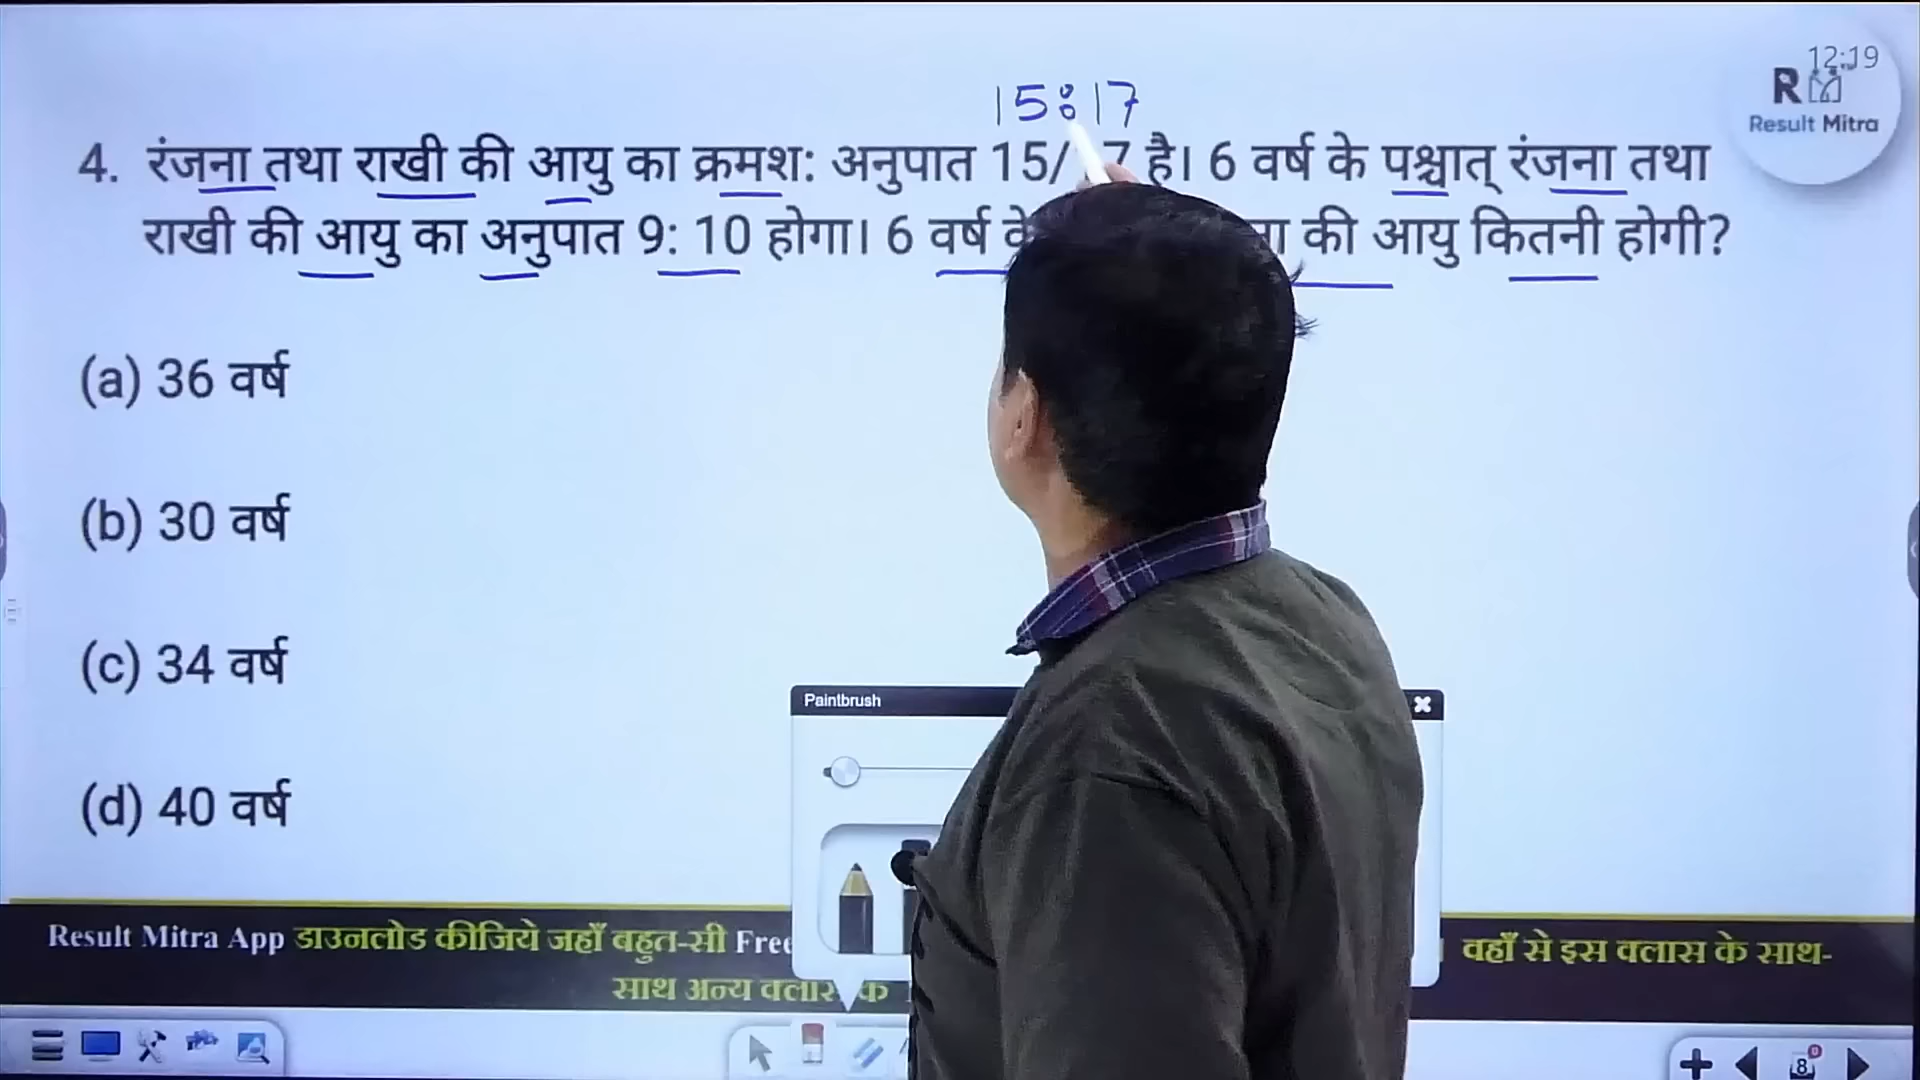 12:19
R
Result Mitra
15:17
4. रंजना तथा राखी की आयु का क्रमश: अनुपात 15/ 7 है। 6 वर्ष के पश्चात् रंजना तथा
राखी की आयु का अनुपात 9: 10 होगा। 6 वर्ष की आयु कितनी होगी?
(a) 36 वर्ष
(b) 30 वर्ष
(c) 34 वर्ष
(d) 40 वर्ष
Paintbrush
Result Mitra App डाउनलोड कीजिये जहाँ बहुत-सी Free वहाँ से इस क्लास के साथ-
साथ अन्य
8